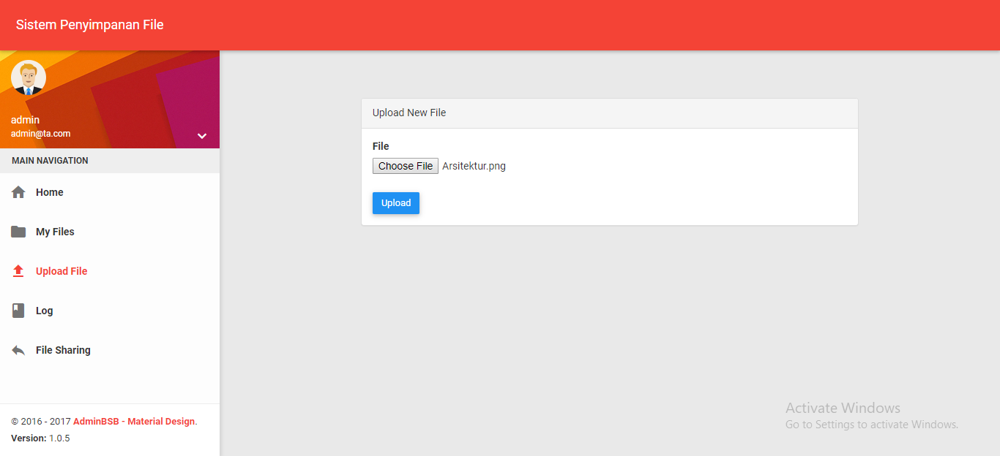 Sistem Penyimpanan File
admin
admin@ta.com
MAIN NAVIGATION
Home
My Files
Upload File
Log
File Sharing
© 2016 - 2017 AdminBSB - Material Design.
Version: 1.0.5
Upload New File
File
Choose File Arsitektur.png
Upload
Activate Windows
Go to Settings to activate Windows.